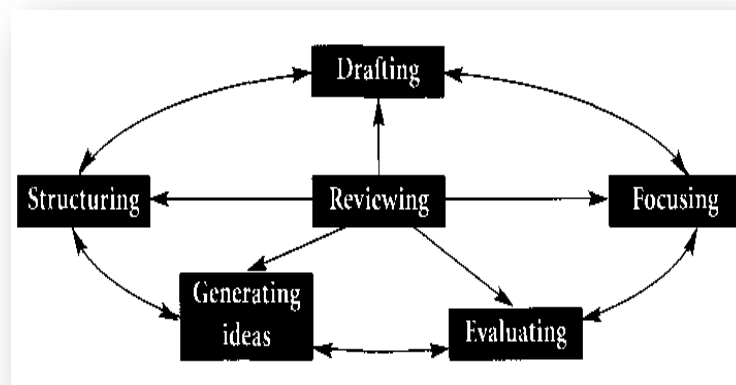 Drafting
Structuring
Reviewing
Focusing
Generating
ideas
Evaluating